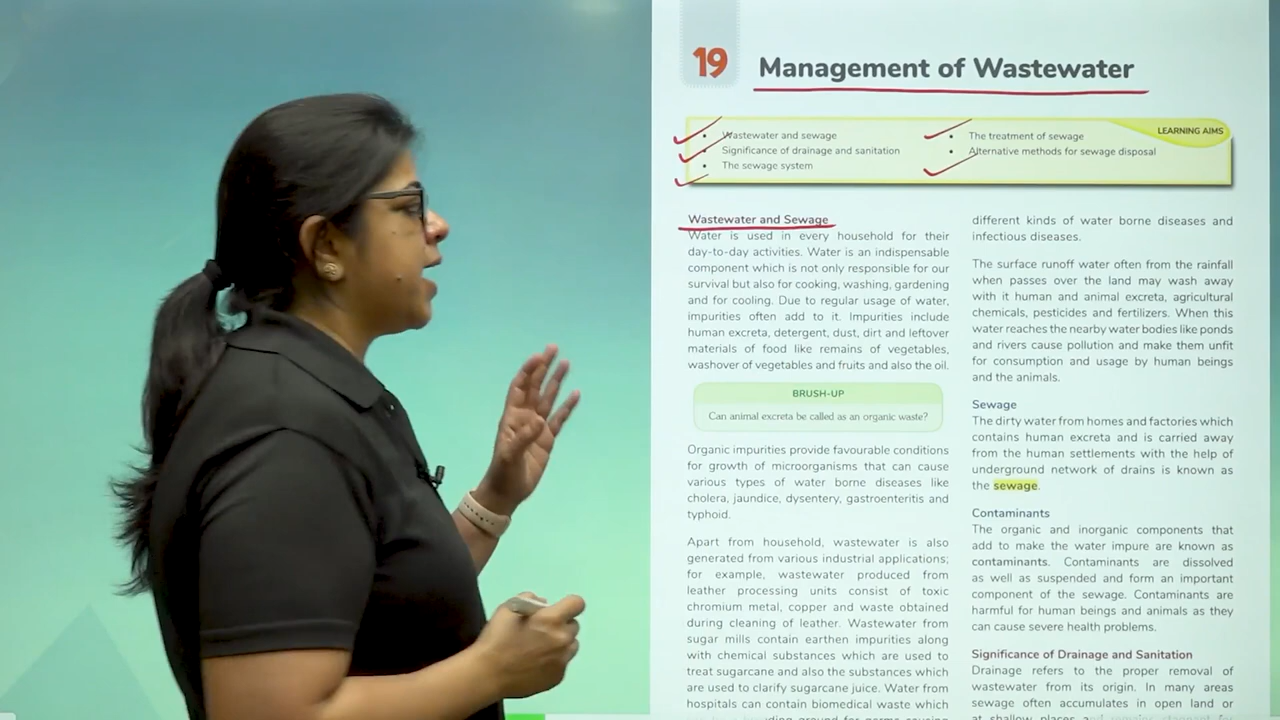 19
Management of Wastewater
LEARNING AIMS
• Wastewater and sewage
• Significance of drainage and sanitation
• The sewage system
• The treatment of sewage
• Alternative methods for sewage disposal
Wastewater and Sewage
Water is used in every household for their
day-to-day activities. Water is an indispensable
component which is not only responsible for our
survival but also for cooking, washing, gardening
and for cooling. Due to regular usage of water,
impurities often add to it. Impurities include
human excreta, detergent, dust, dirt and leftover
materials of food like remains of vegetables,
washover of vegetables and fruits and also the oil.
BRUSH-UP
Can animal excreta be called as an organic waste?
Organic impurities provide favourable conditions
for growth of microorganisms that can cause
various types of water borne diseases like
cholera, jaundice, dysentery, gastroenteritis and
typhoid.
Apart from household, wastewater is also
generated from various industrial applications;
for example, wastewater produced from
leather processing units consist of toxic
chromium metal, copper and waste obtained
during cleaning of leather. Wastewater from
sugar mills contain earthen impurities along
with chemical substances which are used to
treat sugarcane and also the substances which
are used to clarify sugarcane juice. Water from
hospitals can contain biomedical waste which
ground for germs causing
different kinds of water borne diseases and
infectious diseases.
The surface runoff water often from the rainfall
when passes over the land may wash away
with it human and animal excreta, agricultural
chemicals, pesticides and fertilizers. When this
water reaches the nearby water bodies like ponds
and rivers cause pollution and make them unfit
for consumption and usage by human beings
and the animals.
Sewage
The dirty water from homes and factories which
contains human excreta and is carried away
from the human settlements with the help of
underground network of drains is known as
the sewage.
Contaminants
The organic and inorganic components that
add to make the water impure are known as
contaminants. Contaminants are dissolved
as well as suspended and form an important
component of the sewage. Contaminants are
harmful for human beings and animals as they
can cause severe health problems.
Significance of Drainage and Sanitation
Drainage refers to the proper removal of
wastewater from its origin. In many areas
sewage often accumulates in open land or
at shallow places and